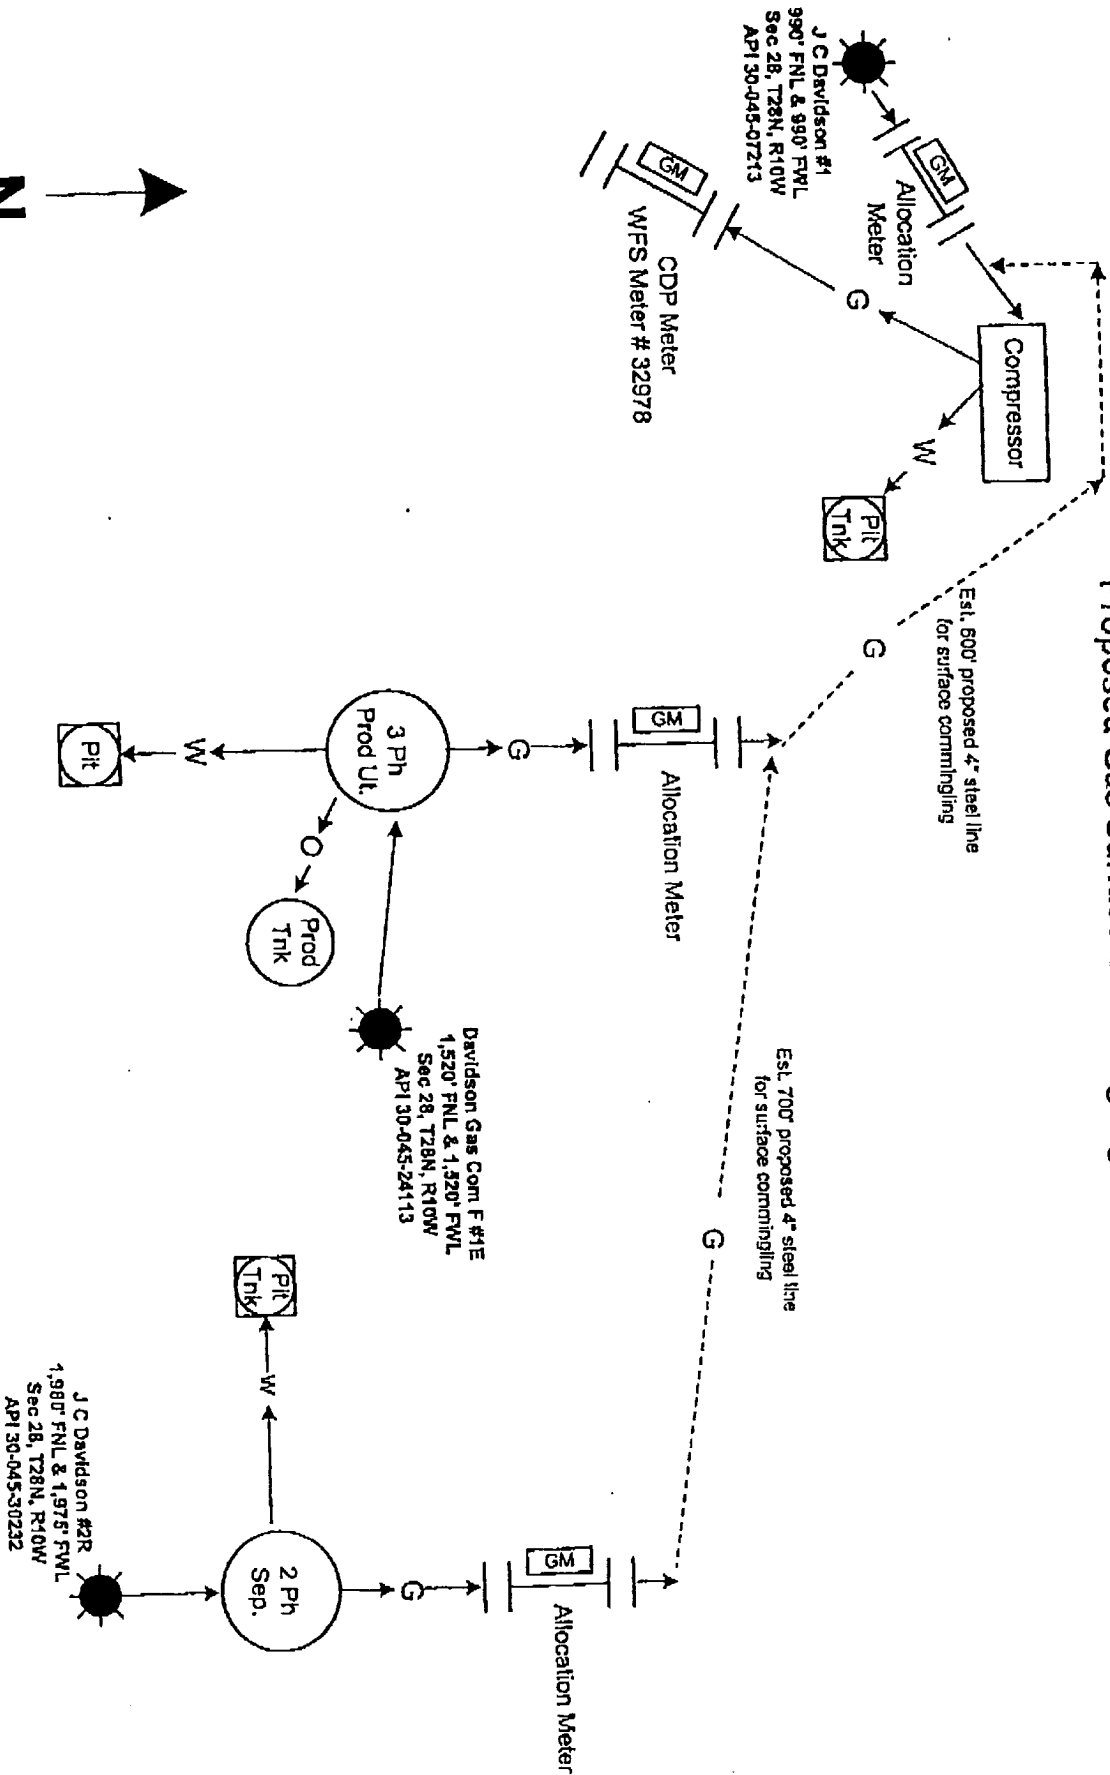 Proposed Gas Surface
J C Davidson #1
990' FNL & 990' FWL
Sec 28, T28N, R10W
API 30-045-07213
GM
Allocation
Meter
Compressor
G
W
Pit
Tnk
GM
CDP Meter
WFS Meter # 32978
Est. 600' proposed 4" steel line
for surface commingling
G
GM
Allocation Meter
G
3 Ph
Prod Ut.
W
Pit
O
Prod
Tnk
Davidson Gas Com F #1E
1,520' FNL & 1,520' FWL
Sec 28, T28N, R10W
API 30-045-24113
Est. 700' proposed 4" steel line
for surface commingling
G
GM
Allocation Meter
G
2 Ph
Sep.
W
Pit
Tnk
J C Davidson #2R
1,980' FNL & 1,975' FWL
Sec 28, T28N, R10W
API 30-045-30232
N